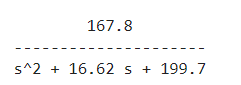 167.8
---------------------
s^2 + 16.62 s + 199.7